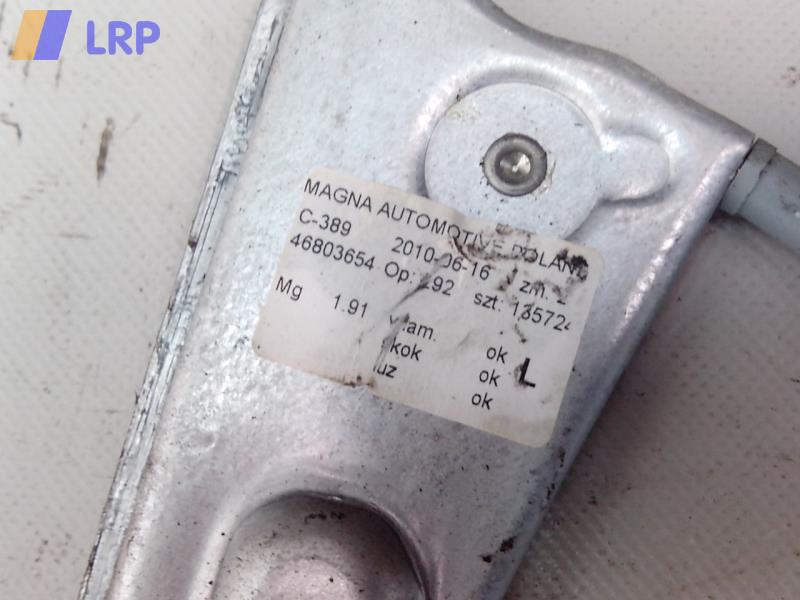 LRP
MAGNA AUTOMOTIVE POLAND
C-389 2010-06-16 zm.
46803654 Op: szt: 135724
Mg 1.91 ok L
skok ok
luz ok